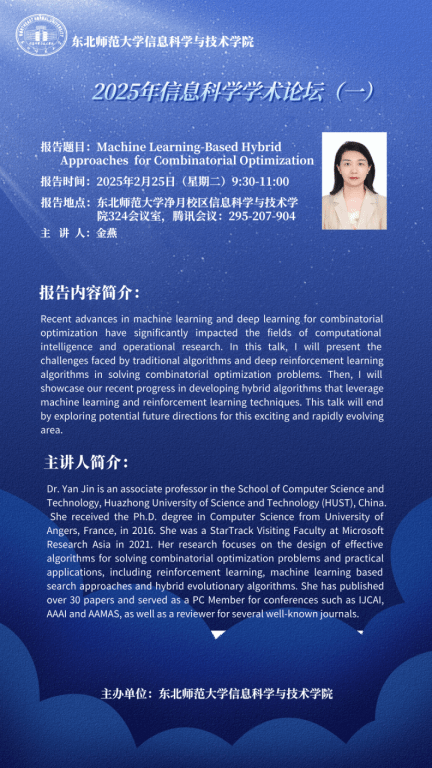 东北师范大学信息科学与技术学院
2025年信息科学学术论坛（一）
报告题目：Machine Learning-Based Hybrid
Approaches for Combinatorial Optimization
报告时间：2025年2月25日（星期二）9:30-11:00
报告地点：东北师范大学净月校区信息科学与技术学
院324会议室，腾讯会议：295-207-904
主 讲 人：金燕
报告内容简介：
Recent advances in machine learning and deep learning for combinatorial
optimization have significantly impacted the fields of computational
intelligence and operational research. In this talk, I will present the
challenges faced by traditional algorithms and deep reinforcement learning
algorithms in solving combinatorial optimization problems. Then, I will
showcase our recent progress in developing hybrid algorithms that leverage
machine learning and reinforcement learning techniques. This talk will end
by exploring potential future directions for this exciting and rapidly evolving
area.
主讲人简介：
Dr. Yan Jin is an associate professor in the School of Computer Science and
Technology, Huazhong University of Science and Technology (HUST), China.
She received the Ph.D. degree in Computer Science from University of
Angers, France, in 2016. She was a StarTrack Visiting Faculty at Microsoft
Research Asia in 2021. Her research focuses on the design of effective
algorithms for solving combinatorial optimization problems and practical
applications, including reinforcement learning, machine learning based
search approaches and hybrid evolutionary algorithms. She has published
over 30 papers and served as a PC Member for conferences such as IJCAI,
AAAI and AAMAS, as well as a reviewer for several well-known journals.
主办单位：东北师范大学信息科学与技术学院